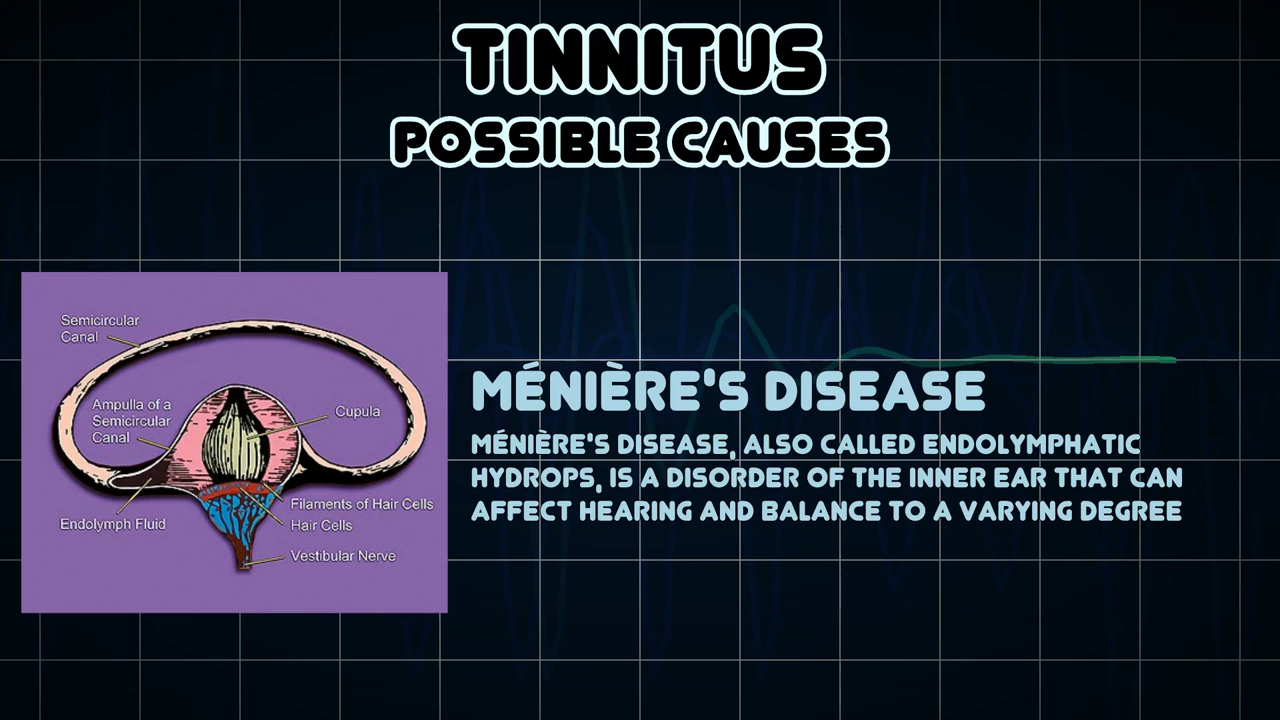 TINNITUS
POSSIBLE CAUSES
Semicircular
Canal
Ampulla of a
Semicircular
Canal
Cupula
Filaments of Hair Cells
Endolymph Fluid
Hair Cells
Vestibular Nerve
MÉNIÈRE'S DISEASE
MÉNIÈRE'S DISEASE, ALSO CALLED ENDOLYMPHATIC
HYDROPS, IS A DISORDER OF THE INNER EAR THAT CAN
AFFECT HEARING AND BALANCE TO A VARYING DEGREE